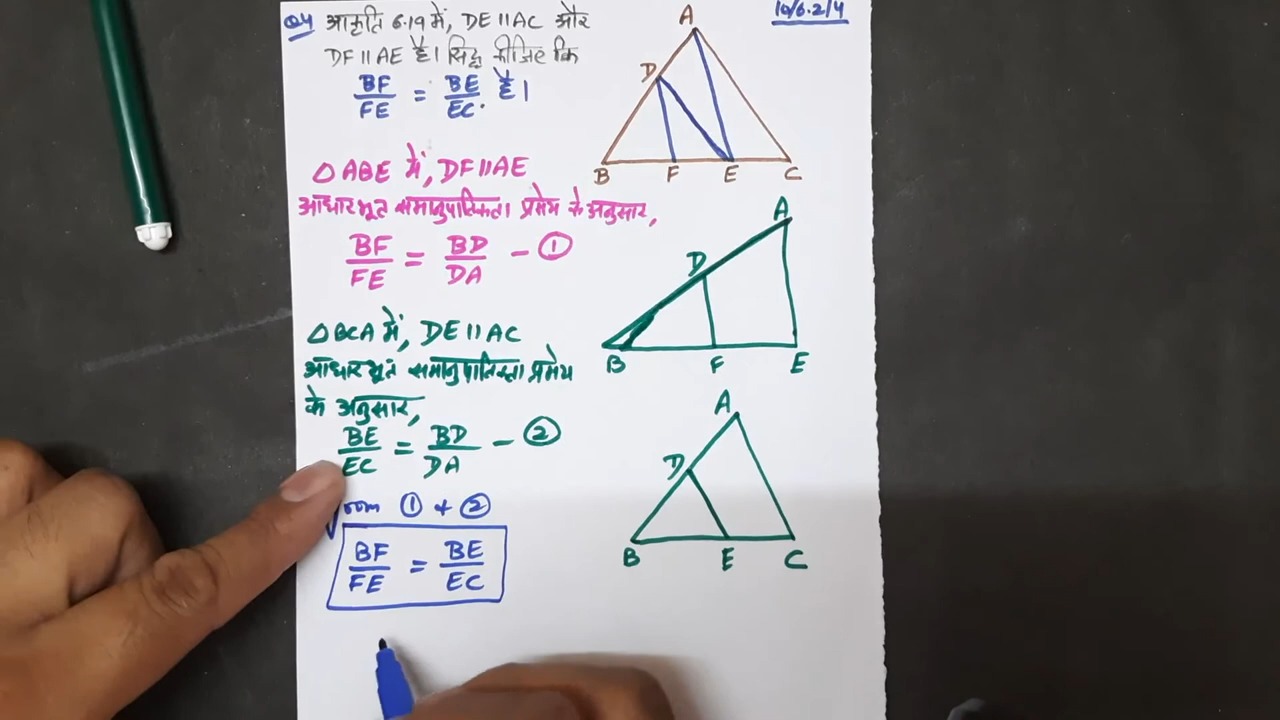 Q4 आकृति 6.19 में, DE || AC और
DF || AE है। सिद्ध कीजिए कि
BF/FE = BE/EC. है।
10/6.2/4
A
D
B F E C
△ABE में, DF || AE
आधारभूत समानुपातिकता प्रमेय के अनुसार,
BF/FE = BD/DA - ①
A
D
B F E
△BCA में, DE || AC
आधारभूत समानुपातिकता प्रमेय
के अनुसार,
BE/EC = BD/DA - ②
A
D
B E C
From ① & ②
BF/FE = BE/EC